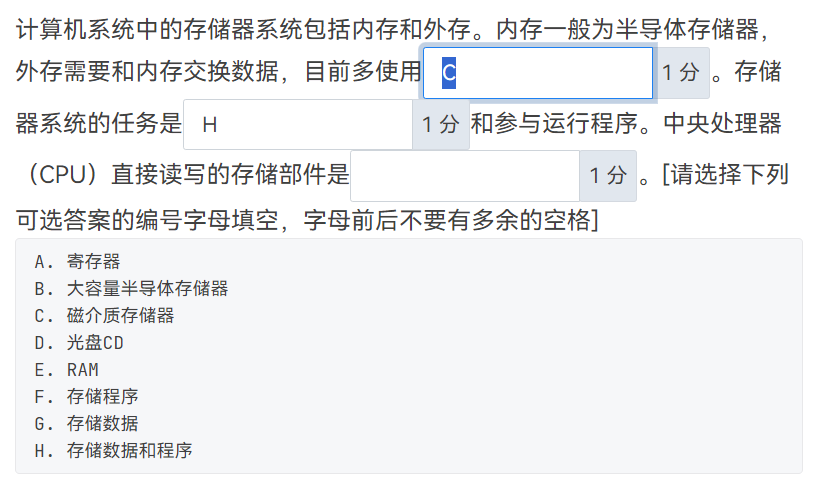 计算机系统中的存储器系统包括内存和外存。内存一般为半导体存储器，
外存需要和内存交换数据，目前多使用 C 1 分 。存储
器系统的任务是 H 1 分 和参与运行程序。中央处理器
（CPU）直接读写的存储部件是 1 分 。[请选择下列
可选答案的编号字母填空，字母前后不要有多余的空格]
A. 寄存器
B. 大容量半导体存储器
C. 磁介质存储器
D. 光盘CD
E. RAM
F. 存储程序
G. 存储数据
H. 存储数据和程序